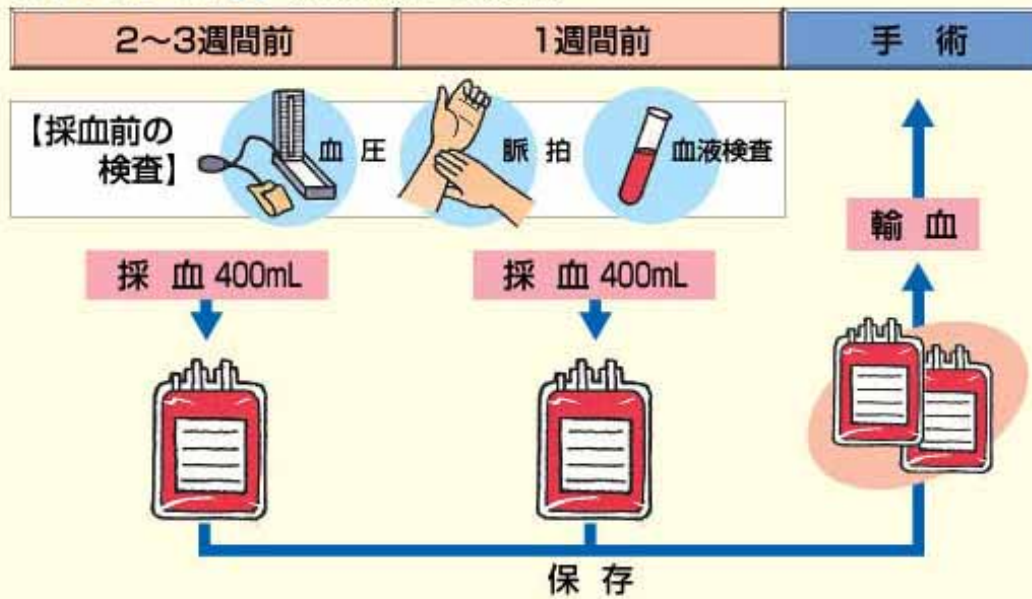 2～3週間前
1週間前
手 術
【採血前の
検査】
血 圧
脈 拍
血液検査
輸 血
採 血 400mL
採 血 400mL
保 存